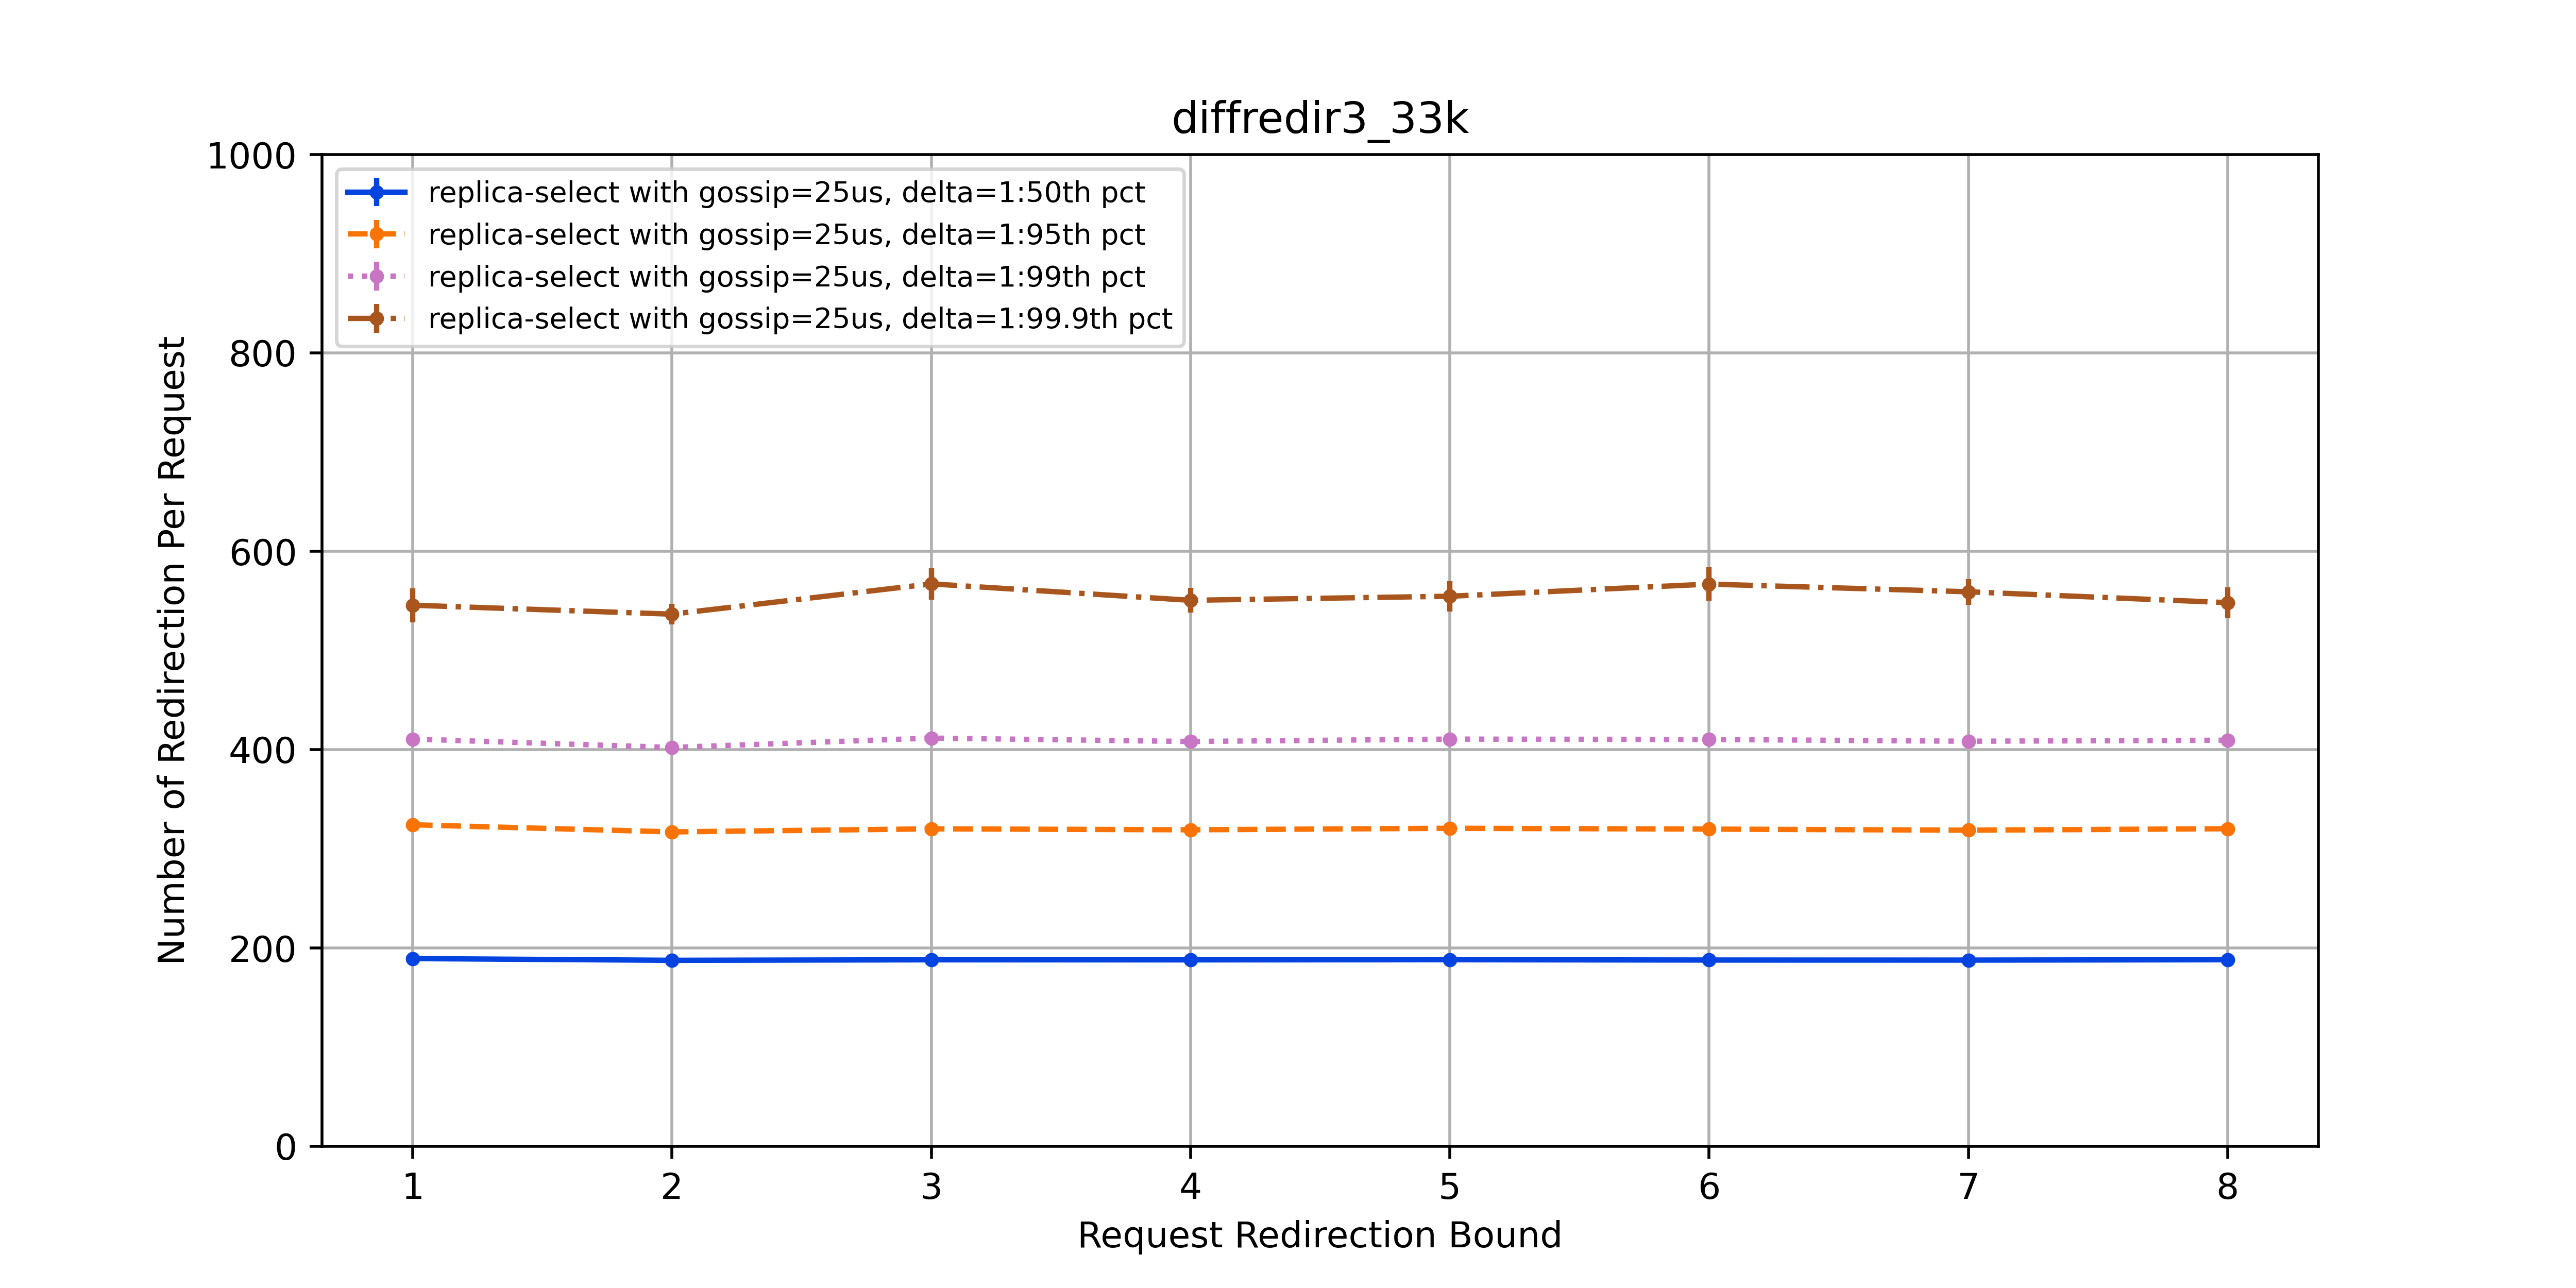 diffredir3_33k
1000
800
600
400
200
0
Number of Redirection Per Request
replica-select with gossip=25us, delta=1:50th pct
replica-select with gossip=25us, delta=1:95th pct
replica-select with gossip=25us, delta=1:99th pct
replica-select with gossip=25us, delta=1:99.9th pct
1 2 3 4 5 6 7 8
Request Redirection Bound